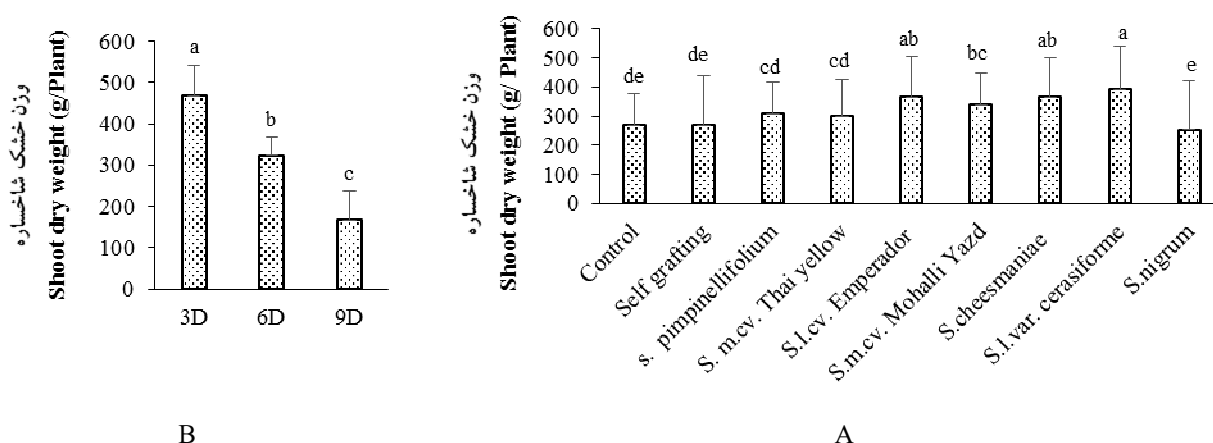 وزن خشک شاخساره
Shoot dry weight (g/Plant)
600
500
400
300
200
100
0
a
b
c
3D
6D
9D
B
وزن خشک شاخساره
Shoot dry weight (g/ Plant)
600
500
400
300
200
100
0
de
de
cd
cd
ab
bc
ab
a
e
Control
Self grafting
s. pimpinellifolium
S. m.cv. Thai yellow
S.l.cv. Emperador
S.m.cv. Mohalli Yazd
S.cheesmaniae
S.l.var. cerasiforme
S.nigrum
A